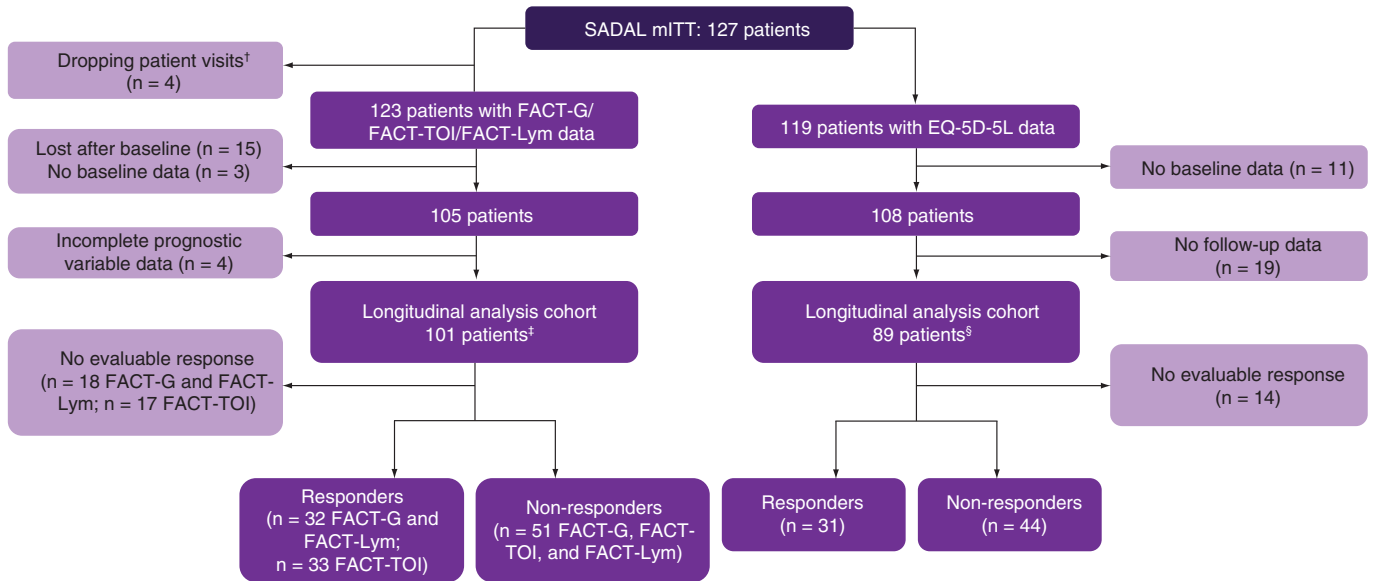 SADAL mITT: 127 patients
Dropping patient visits†
(n = 4)
123 patients with FACT-G/
FACT-TOI/FACT-Lym data
119 patients with EQ-5D-5L data
Lost after baseline (n = 15)
No baseline data (n = 3)
No baseline data (n = 11)
105 patients
108 patients
Incomplete prognostic
variable data (n = 4)
No follow-up data
(n = 19)
Longitudinal analysis cohort
101 patients‡
Longitudinal analysis cohort
89 patients§
No evaluable response
(n = 18 FACT-G and FACT-
Lym; n = 17 FACT-TOI)
No evaluable response
(n = 14)
Responders
(n = 32 FACT-G and
FACT-Lym;
n = 33 FACT-TOI)
Non-responders
(n = 51 FACT-G, FACT-
TOI, and FACT-Lym)
Responders
(n = 31)
Non-responders
(n = 44)